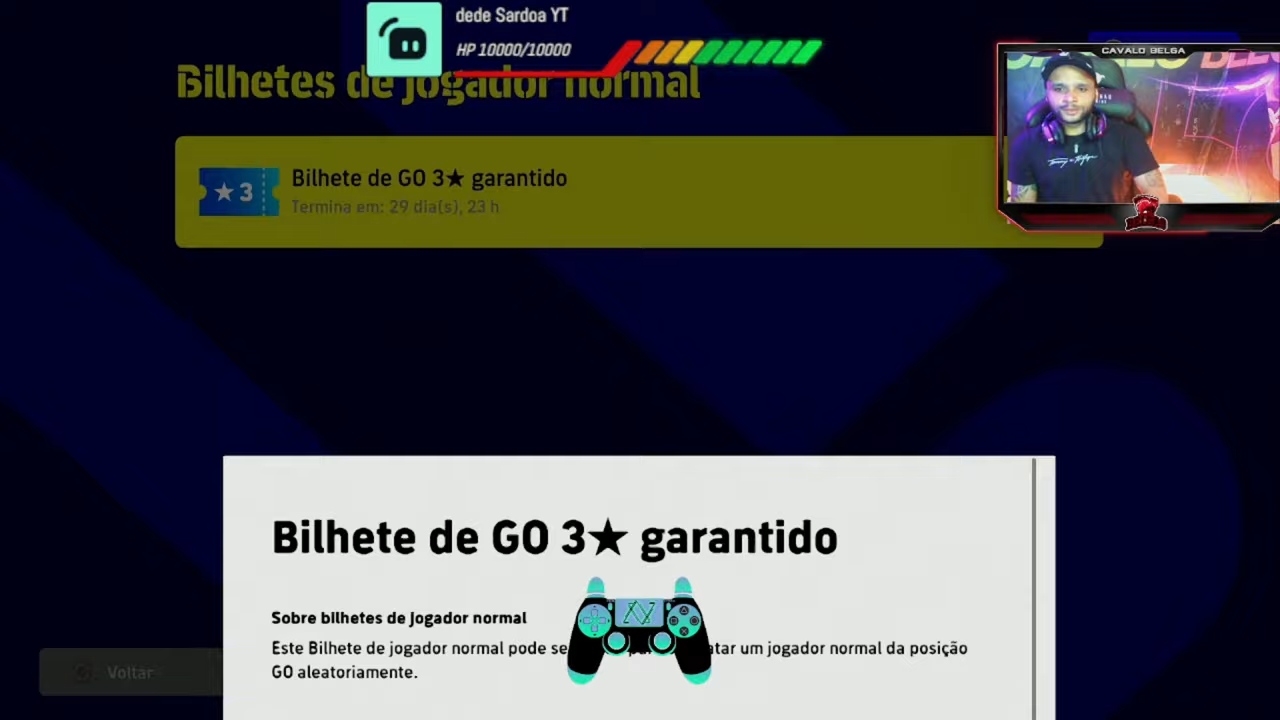 dede Sardoa YT
HP 10000/10000
CAVALO BELGA
Bilhetes de jogador normal
★ 3
Bilhete de GO 3★ garantido
Termina em: 29 dia(s), 23 h
Bilhete de GO 3★ garantido
Sobre bilhetes de jogador normal
Este Bilhete de jogador normal pode se tar um jogador normal da posição
GO aleatoriamente.
Voltar